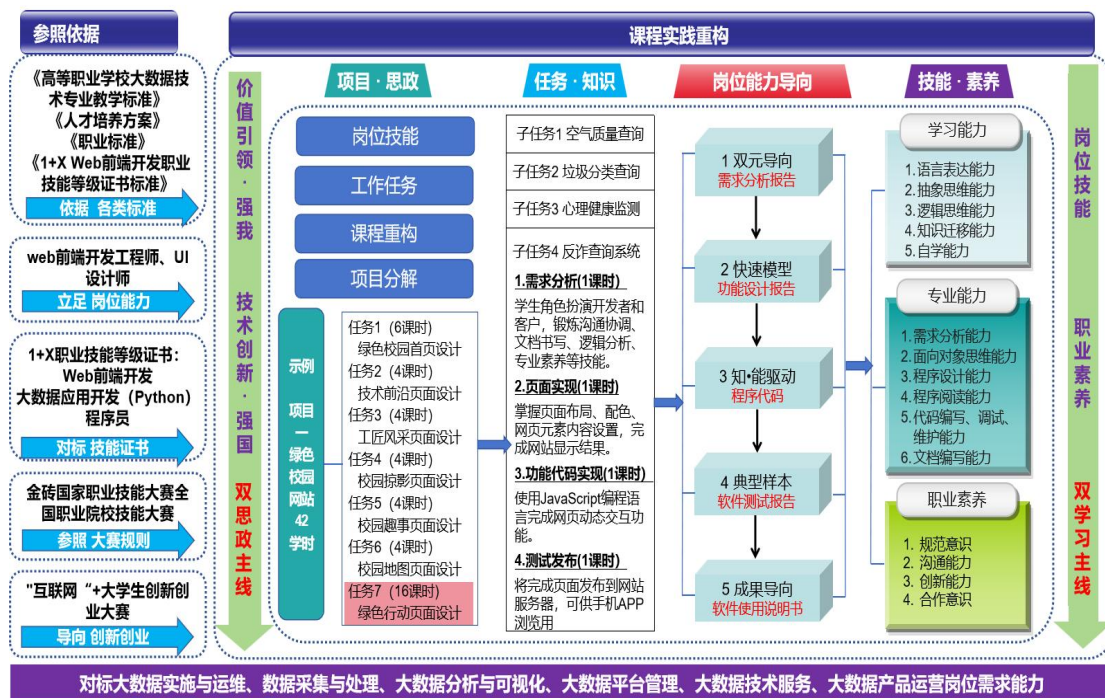 参照依据
《高等职业学校大数据技
术专业教学标准》
《人才培养方案》
《职业标准》
《1+X Web前端开发职业
技能等级证书标准》
依据 各类标准
web前端开发工程师、UI
设计师
立足 岗位能力
1+X职业技能等级证书：
Web前端开发
大数据应用开发（Python）
程序员
对标 技能证书
金砖国家职业技能大赛全
国职业院校技能大赛
参照 大赛规则
"互联网“+大学生创新创
业大赛
导向 创新创业
课程实践重构
价值引领·强我
技术创新·强国
双思政主线
项目·思政
岗位技能
工作任务
课程重构
项目分解
示例
项目一绿色校园网站42学时
任务1（6课时）
绿色校园首页设计
任务2（4课时）
技术前沿页面设计
任务3（4课时）
工匠风采页面设计
任务4（4课时）
校园掠影页面设计
任务5（4课时）
校园趣事页面设计
任务6（4课时）
校园地图页面设计
任务7（16课时）
绿色行动页面设计
任务·知识
子任务1 空气质量查询
子任务2 垃圾分类查询
子任务3 心理健康监测
子任务4 反诈查询系统
1.需求分析(1课时)
学生角色扮演开发者和
客户，锻炼沟通协调、
文档书写、逻辑分析、
专业素养等技能。
2.页面实现(1课时)
掌握页面布局、配色、
网页元素内容设置，完
成网站显示结果。
3.功能代码实现(1课时)
使用JavaScript编程语
言完成网页动态交互功
能。
4.测试发布(1课时)
将完成页面发布到网站
服务器，可供手机APP
浏览用
岗位能力导向
1 双元导向
需求分析报告
2 快速模型
功能设计报告
3 知•能驱动
程序代码
4 典型样本
软件测试报告
5 成果导向
软件使用说明书
技能·素养
学习能力
1. 语言表达能力
2. 抽象思维能力
3. 逻辑思维能力
4. 知识迁移能力
5. 自学能力
专业能力
1. 需求分析能力
2. 面向对象思维能力
3. 程序设计能力
4. 程序阅读能力
5. 代码编写、调试、
维护能力
6. 文档编写能力
职业素养
1. 规范意识
2. 沟通能力
3. 创新能力
4. 合作意识
岗位技能
职业素养
双学习主线
对标大数据实施与运维、数据采集与处理、大数据分析与可视化、大数据平台管理、大数据技术服务、大数据产品运营岗位需求能力